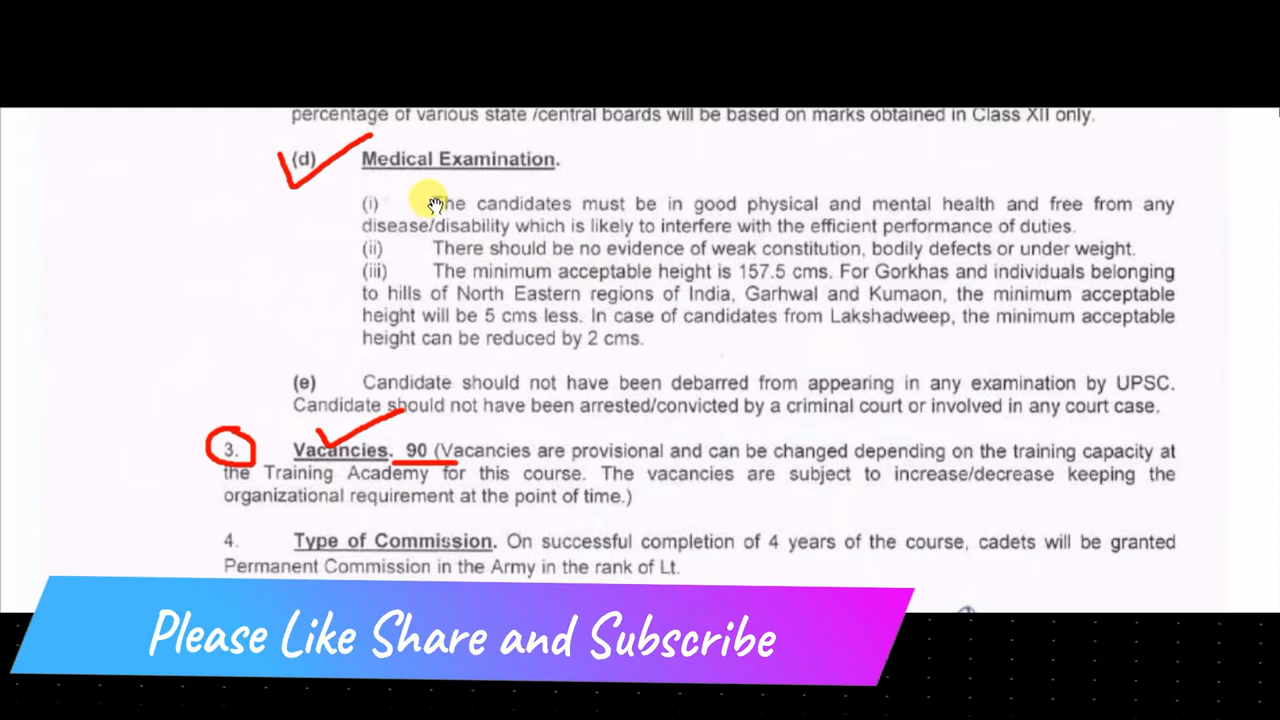 percentage of various state /central boards will be based on marks obtained in Class XII only.
(d) Medical Examination.
(i) The candidates must be in good physical and mental health and free from any
disease/disability which is likely to interfere with the efficient performance of duties.
(ii) There should be no evidence of weak constitution, bodily defects or under weight.
(iii) The minimum acceptable height is 157.5 cms. For Gorkhas and individuals belonging
to hills of North Eastern regions of India, Garhwal and Kumaon, the minimum acceptable
height will be 5 cms less. In case of candidates from Lakshadweep, the minimum acceptable
height can be reduced by 2 cms.
(e) Candidate should not have been debarred from appearing in any examination by UPSC.
Candidate should not have been arrested/convicted by a criminal court or involved in any court case.
3. Vacancies. 90 (Vacancies are provisional and can be changed depending on the training capacity at
the Training Academy for this course. The vacancies are subject to increase/decrease keeping the
organizational requirement at the point of time.)
4. Type of Commission. On successful completion of 4 years of the course, cadets will be granted
Permanent Commission in the Army in the rank of Lt.
Please Like Share and Subscribe